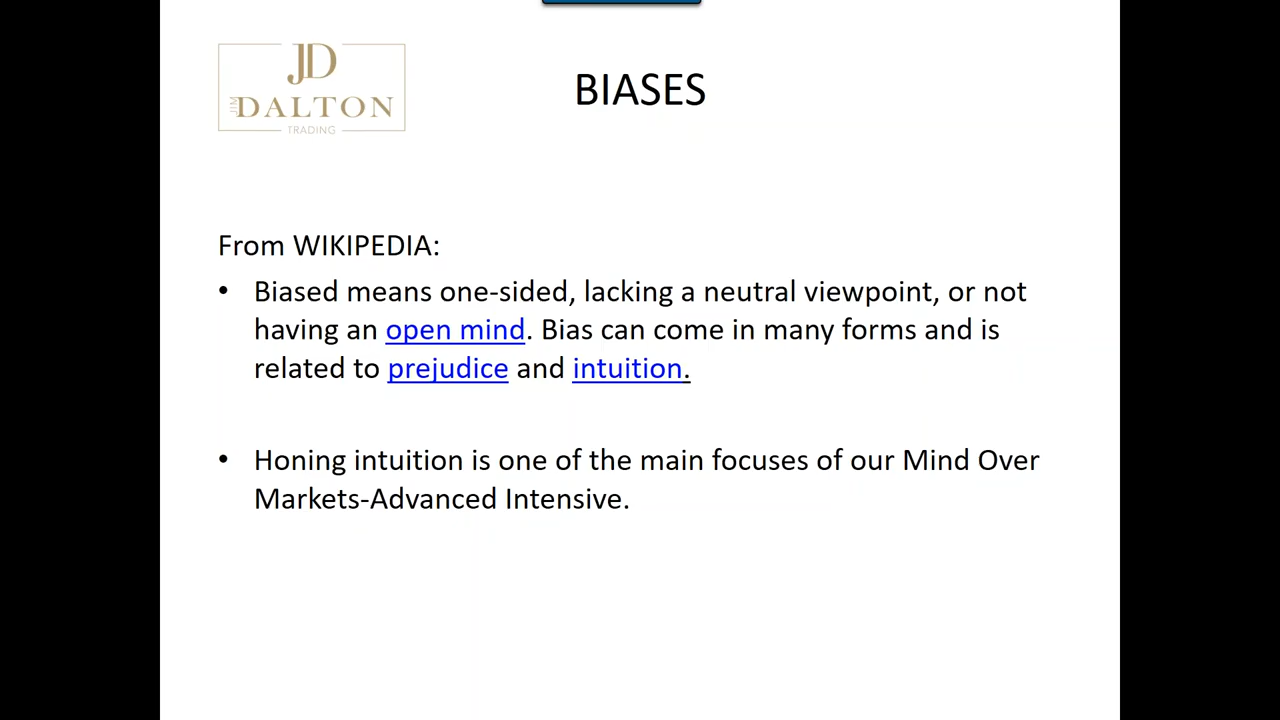 JD
JIM DALTON
TRADING
BIASES
From WIKIPEDIA:
• Biased means one-sided, lacking a neutral viewpoint, or not
having an open mind. Bias can come in many forms and is
related to prejudice and intuition.
• Honing intuition is one of the main focuses of our Mind Over
Markets-Advanced Intensive.